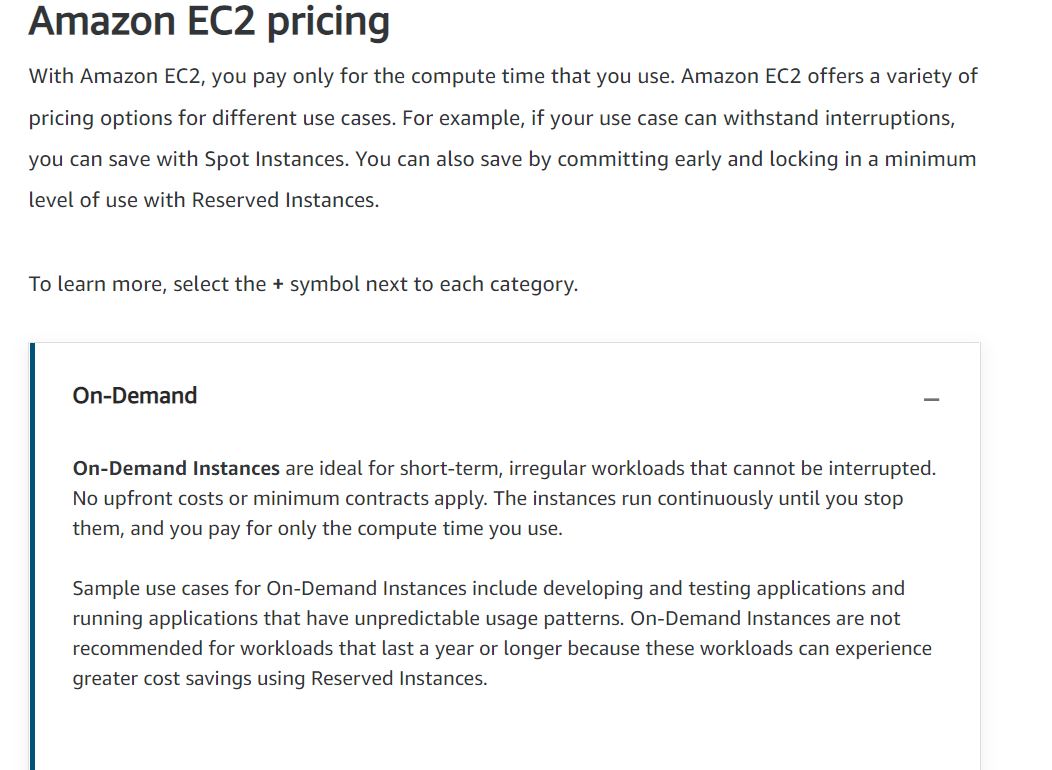 Amazon EC2 pricing
With Amazon EC2, you pay only for the compute time that you use. Amazon EC2 offers a variety of
pricing options for different use cases. For example, if your use case can withstand interruptions,
you can save with Spot Instances. You can also save by committing early and locking in a minimum
level of use with Reserved Instances.
To learn more, select the + symbol next to each category.
On-Demand
On-Demand Instances are ideal for short-term, irregular workloads that cannot be interrupted.
No upfront costs or minimum contracts apply. The instances run continuously until you stop
them, and you pay for only the compute time you use.
Sample use cases for On-Demand Instances include developing and testing applications and
running applications that have unpredictable usage patterns. On-Demand Instances are not
recommended for workloads that last a year or longer because these workloads can experience
greater cost savings using Reserved Instances.